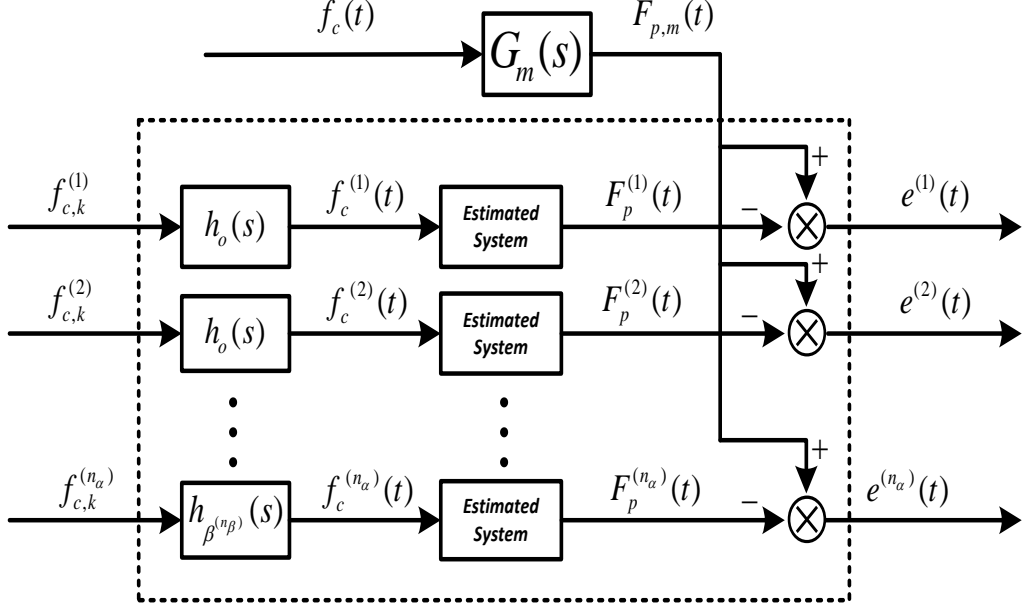 f_c(t) G_m(s) F_{p,m}(t)
+
f_{c,k}^{(1)} h_o(s) f_c^{(1)}(t) Estimated System F_p^{(1)}(t) − e^{(1)}(t)
+
f_{c,k}^{(2)} h_o(s) f_c^{(2)}(t) Estimated System F_p^{(2)}(t) − e^{(2)}(t)
+
f_{c,k}^{(n_α)} h_{β^{(n_β)}}(s) f_c^{(n_α)}(t) Estimated System F_p^{(n_α)}(t) − e^{(n_α)}(t)